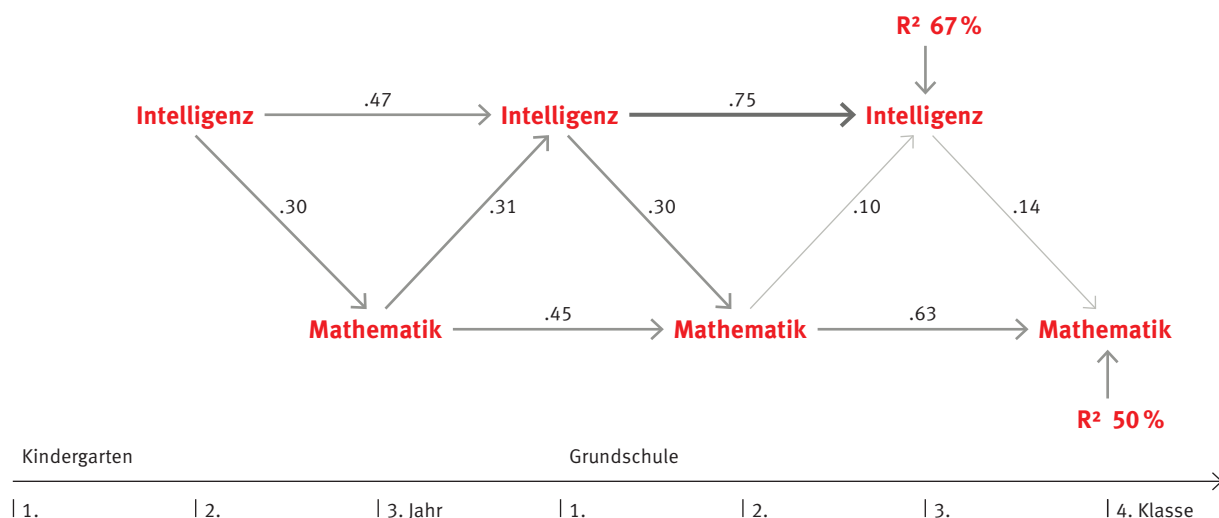 R² 67 %
Intelligenz .47 Intelligenz .75 Intelligenz
.30 .31 .30 .10 .14
Mathematik .45 Mathematik .63 Mathematik
R² 50 %
Kindergarten Grundschule
1. 2. 3. Jahr 1. 2. 3. 4. Klasse